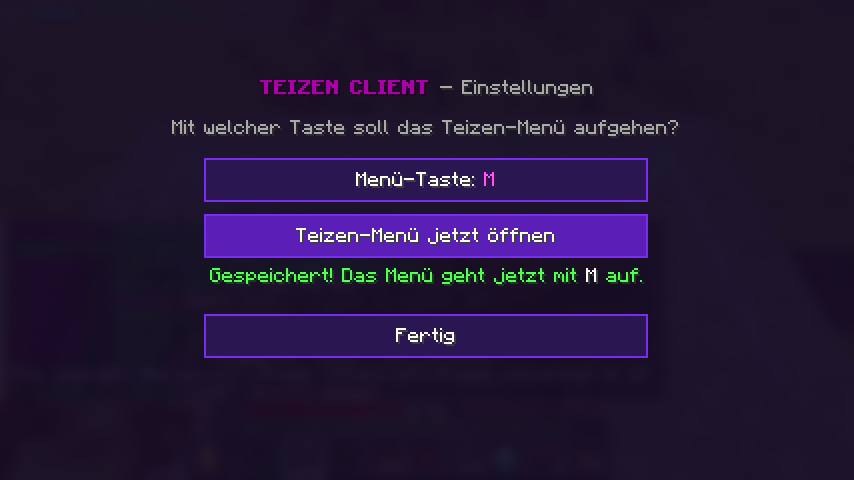 TEIZEN CLIENT – Einstellungen
Mit welcher Taste soll das Teizen-Menü aufgehen?
Menü-Taste: M
Teizen-Menü jetzt öffnen
Gespeichert! Das Menü geht jetzt mit M auf.
Fertig